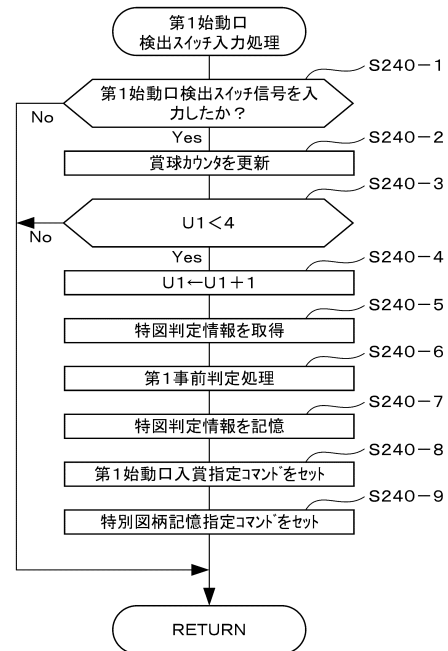 第1始動口
検出スイッチ入力処理
S240-1
第1始動口検出スイッチ信号を入
力したか？
No
Yes
S240-2
賞球カウンタを更新
S240-3
U1<4
No
Yes
S240-4
U1←U1+1
S240-5
特図判定情報を取得
S240-6
第1事前判定処理
S240-7
特図判定情報を記憶
S240-8
第1始動口入賞指定コマンドをセット
S240-9
特別図柄記憶指定コマンドをセット
RETURN